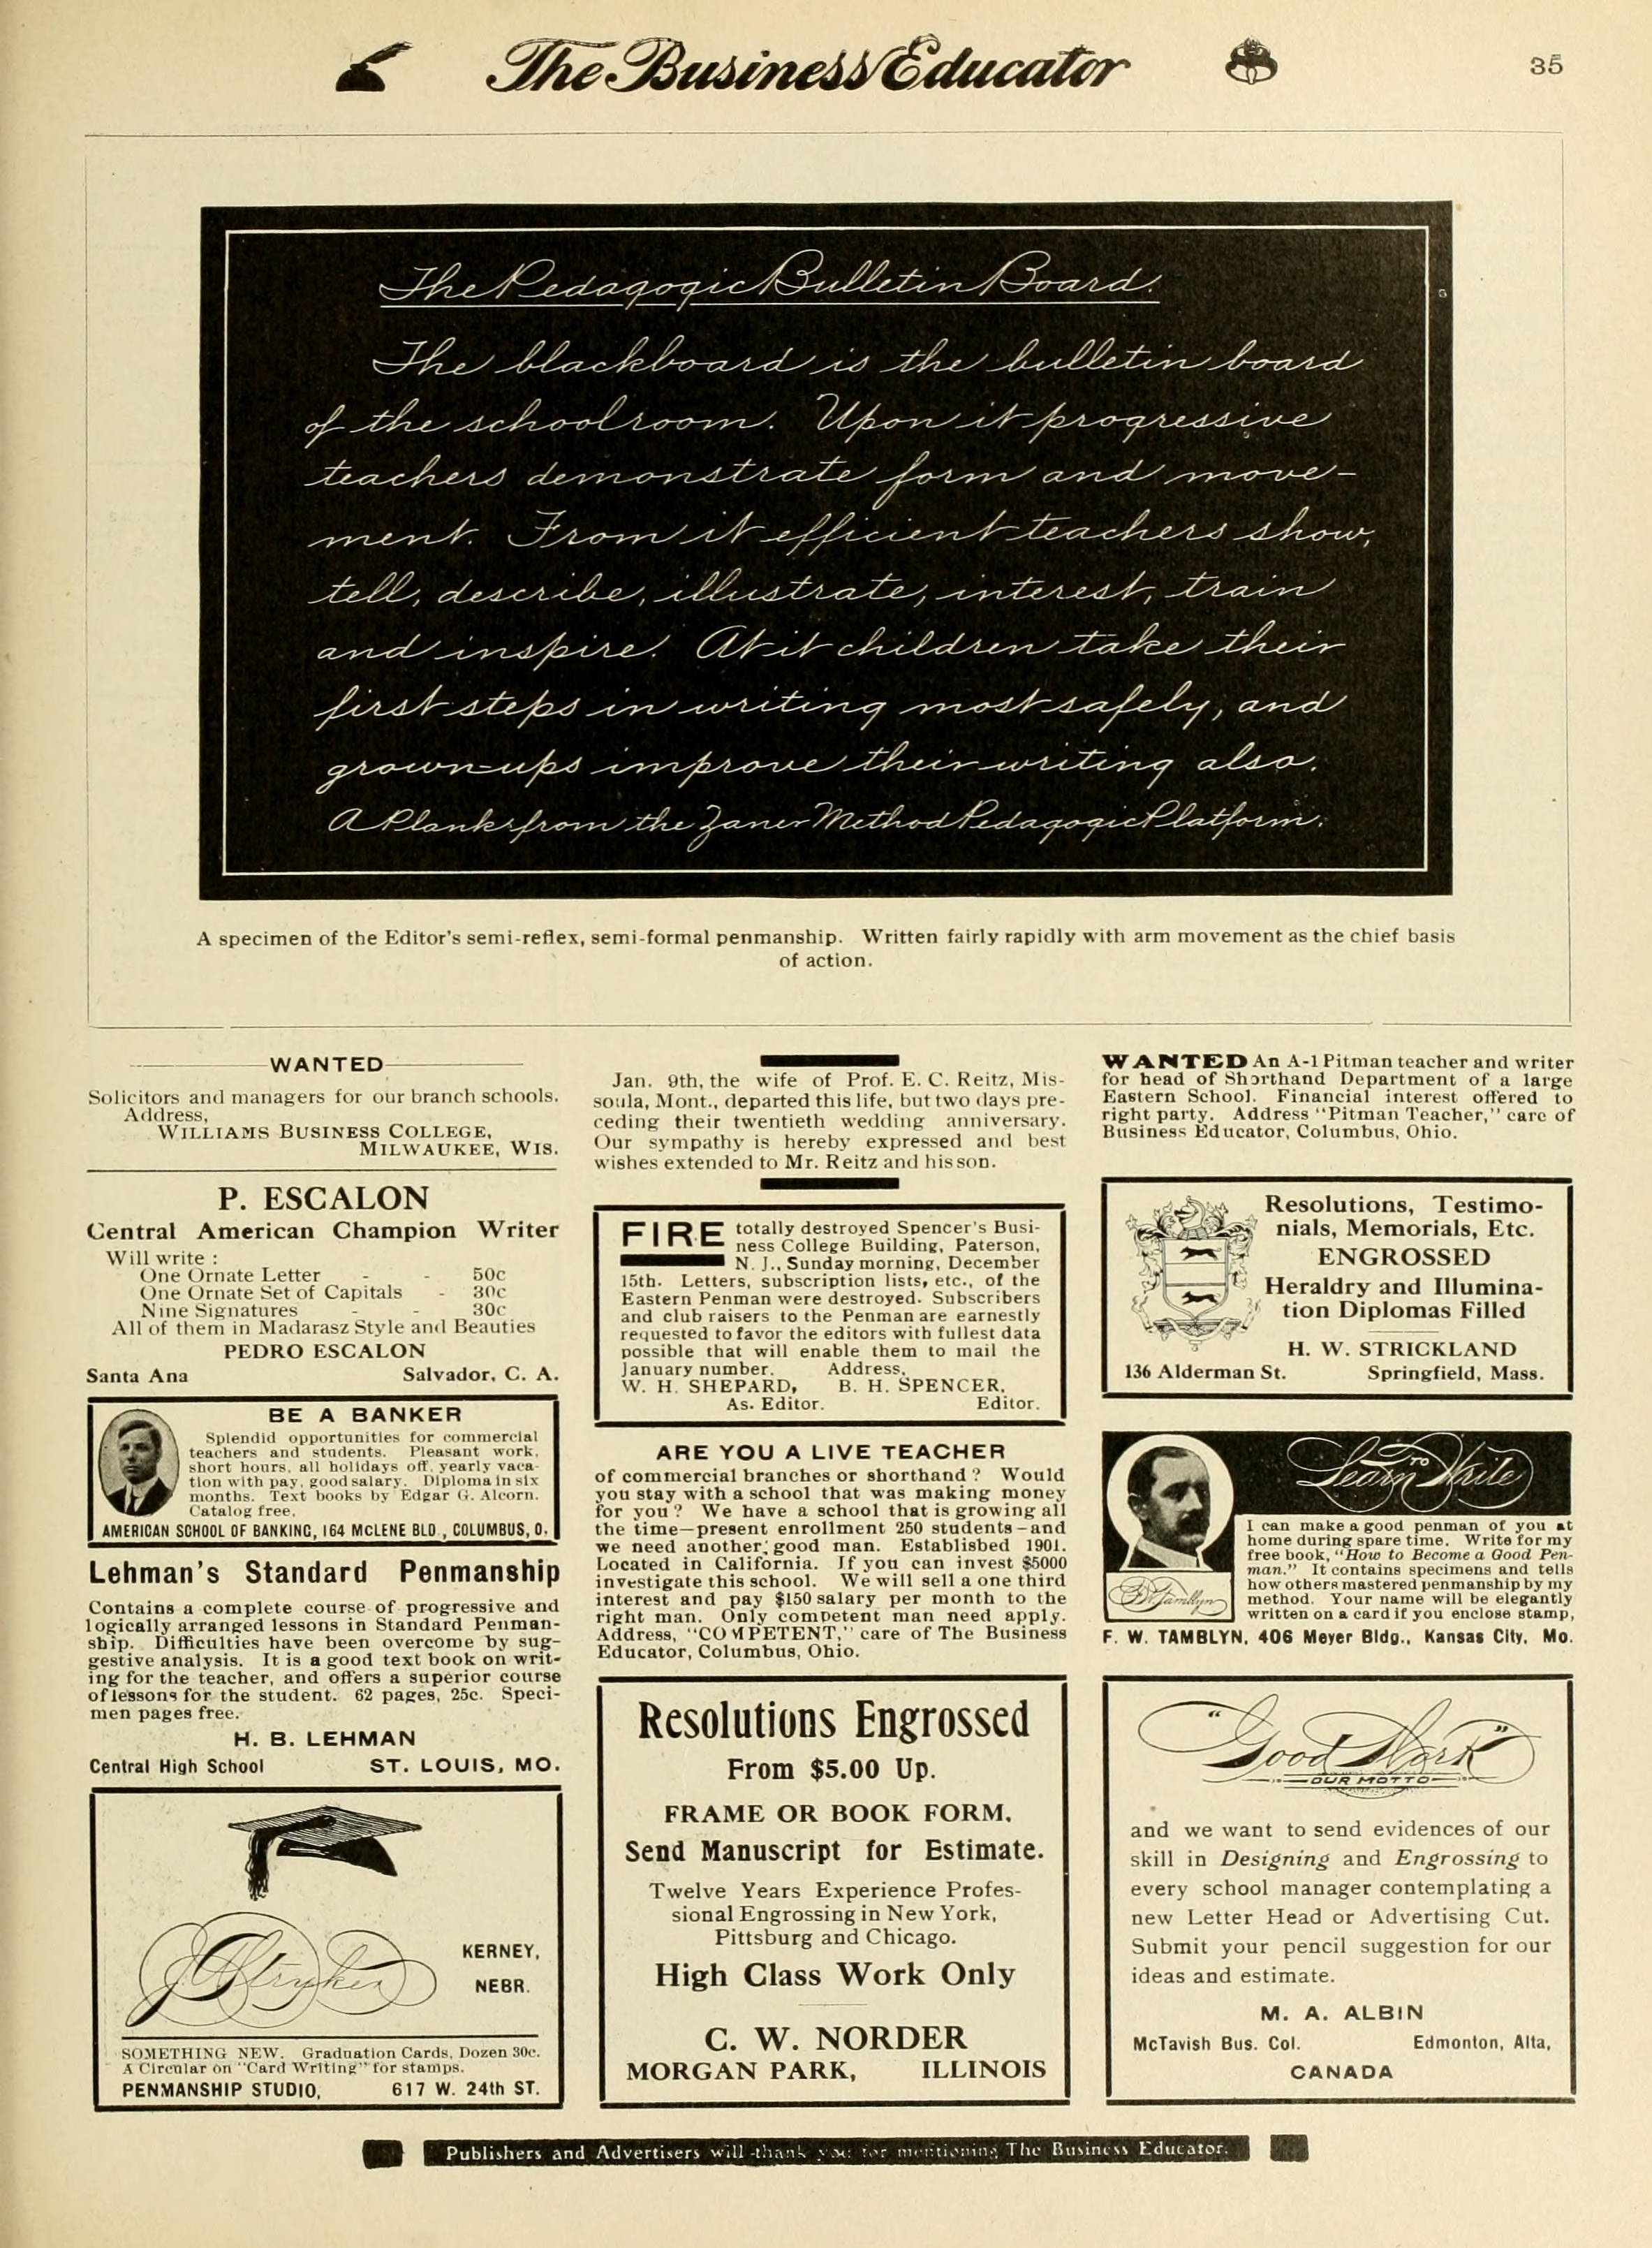 The Business Educator
35
The Pedagogic Bulletin Board.
The blackboard is the bulletin board
of the schoolroom. Upon it progressive
teachers demonstrate form and move-
ment. From it efficient teachers show,
tell, describe, illustrate, interest, train
and inspire. At it children take their
first steps in writing most safely, and
grown-ups improve their writing also.
A Plank from the Zaner Method Pedagogic Platform.
A specimen of the Editor's semi-reflex, semi-formal penmanship. Written fairly rapidly with arm movement as the chief basis
of action.
WANTED
Solicitors and managers for our branch schools.
Address,
WILLIAMS BUSINESS COLLEGE,
MILWAUKEE, WIS.
P. ESCALON
Central American Champion Writer
Will write :
One Ornate Letter - - 50c
One Ornate Set of Capitals - 30c
Nine Signatures - - 30c
All of them in Madarasz Style and Beauties
PEDRO ESCALON
Santa Ana Salvador, C. A.
BE A BANKER
Splendid opportunities for commercial
teachers and students. Pleasant work,
short hours, all holidays off, yearly vaca-
tion with pay, good salary. Diploma in six
months. Text books by Edgar G. Alcorn.
Catalog free.
AMERICAN SCHOOL OF BANKING, 164 MCLENE BLD., COLUMBUS, O.
Lehman's Standard Penmanship
Contains a complete course of progressive and
logically arranged lessons in Standard Penman-
ship. Difficulties have been overcome by sug-
gestive analysis. It is a good text book on writ-
ing for the teacher, and offers a superior course
of lessons for the student. 62 pages, 25c. Speci-
men pages free.
H. B. LEHMAN
Central High School ST. LOUIS, MO.
J. A. Stryker
KERNEY,
NEBR.
SOMETHING NEW. Graduation Cards, Dozen 30c.
A Circular on "Card Writing" for stamps.
PENMANSHIP STUDIO, 617 W. 24th ST.
Jan. 9th, the wife of Prof. E. C. Reitz, Mis-
soula, Mont., departed this life, but two days pre-
ceding their twentieth wedding anniversary.
Our sympathy is hereby expressed and best
wishes extended to Mr. Reitz and his son.
FIRE totally destroyed Spencer's Busi-
ness College Building, Paterson,
N. J., Sunday morning, December
15th. Letters, subscription lists, etc., of the
Eastern Penman were destroyed. Subscribers
and club raisers to the Penman are earnestly
requested to favor the editors with fullest data
possible that will enable them to mail the
January number. Address,
W. H. SHEPARD, B. H. SPENCER,
As. Editor. Editor.
ARE YOU A LIVE TEACHER
of commercial branches or shorthand? Would
you stay with a school that was making money
for you? We have a school that is growing all
the time—present enrollment 250 students—and
we need another, good man. Established 1901.
Located in California. If you can invest $5000
investigate this school. We will sell a one third
interest and pay $150 salary per month to the
right man. Only competent man need apply.
Address, "COMPETENT," care of The Business
Educator, Columbus, Ohio.
Resolutions Engrossed
From $5.00 Up.
FRAME OR BOOK FORM.
Send Manuscript for Estimate.
Twelve Years Experience Profes-
sional Engrossing in New York,
Pittsburg and Chicago.
High Class Work Only
C. W. NORDER
MORGAN PARK, ILLINOIS
WANTED An A-1 Pitman teacher and writer
for head of Shorthand Department of a large
Eastern School. Financial interest offered to
right party. Address "Pitman Teacher," care of
Business Educator, Columbus, Ohio.
Resolutions, Testimo-
nials, Memorials, Etc.
ENGROSSED
Heraldry and Illumina-
tion Diplomas Filled
H. W. STRICKLAND
136 Alderman St. Springfield, Mass.
Learn TO Write
I can make a good penman of you at
home during spare time. Write for my
free book, "How to Become a Good Pen-
man." It contains specimens and tells
how others mastered penmanship by my
method. Your name will be elegantly
written on a card if you enclose stamp,
F. W. Tamblyn
F. W. TAMBLYN, 406 Meyer Bldg., Kansas City, Mo.
"Good Work"
OUR MOTTO
and we want to send evidences of our
skill in Designing and Engrossing to
every school manager contemplating a
new Letter Head or Advertising Cut.
Submit your pencil suggestion for our
ideas and estimate.
M. A. ALBIN
McTavish Bus. Col. Edmonton, Alta,
CANADA
Publishers and Advertisers will thank you for mentioning The Business Educator.